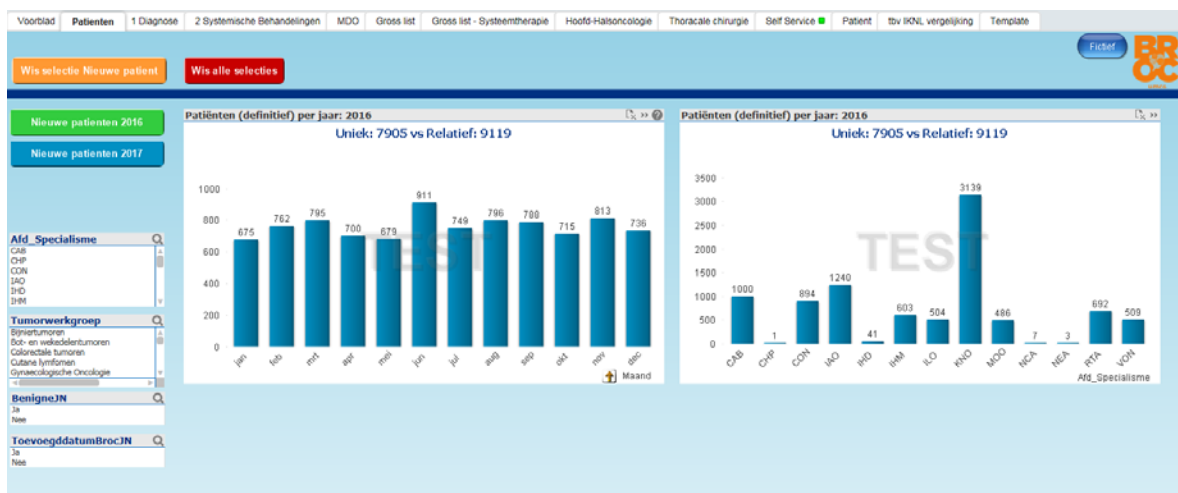 Voorblad Patienten 1 Diagnose 2 Systemische Behandelingen MDO Gross list Gross list - Systeemtherapie Hoofd-Halsoncologie Thoracale chirurgie Self Service Patient tbv IKNL vergelijking Template
Wis selectie Nieuwe patient Wis alle selecties
Fictief
BR
OC
Nieuwe patienten 2016
Nieuwe patienten 2017
Afd_Specialisme
CAB
CHP
CON
IAO
IHD
IHM
Tumorwerkgroep
Bijniertumoren
Bot- en wekedelentumoren
Colorectale tumoren
Cutane lymfomen
Gynaecologische Oncologie
BenigneJN
Ja
Nee
ToevoegddatumBrocJN
Ja
Nee
Patiënten (definitief) per jaar: 2016
Uniek: 7905 vs Relatief: 9119
1000
800
600
400
200
0
675 762 795 700 679 911 749 796 788 715 813 736
TEST
jan feb mrt apr mei jun jul aug sep okt nov dec
Maand
Patiënten (definitief) per jaar: 2016
Uniek: 7905 vs Relatief: 9119
3500
3000
2500
2000
1500
1000
500
0
1000 1 894 1240 41 603 504 3139 486 7 3 692 509
TEST
CAB CHP CON IAO IHD IHM ILO KNO MOO NCA NEA RTA VON
Afd_Specialisme